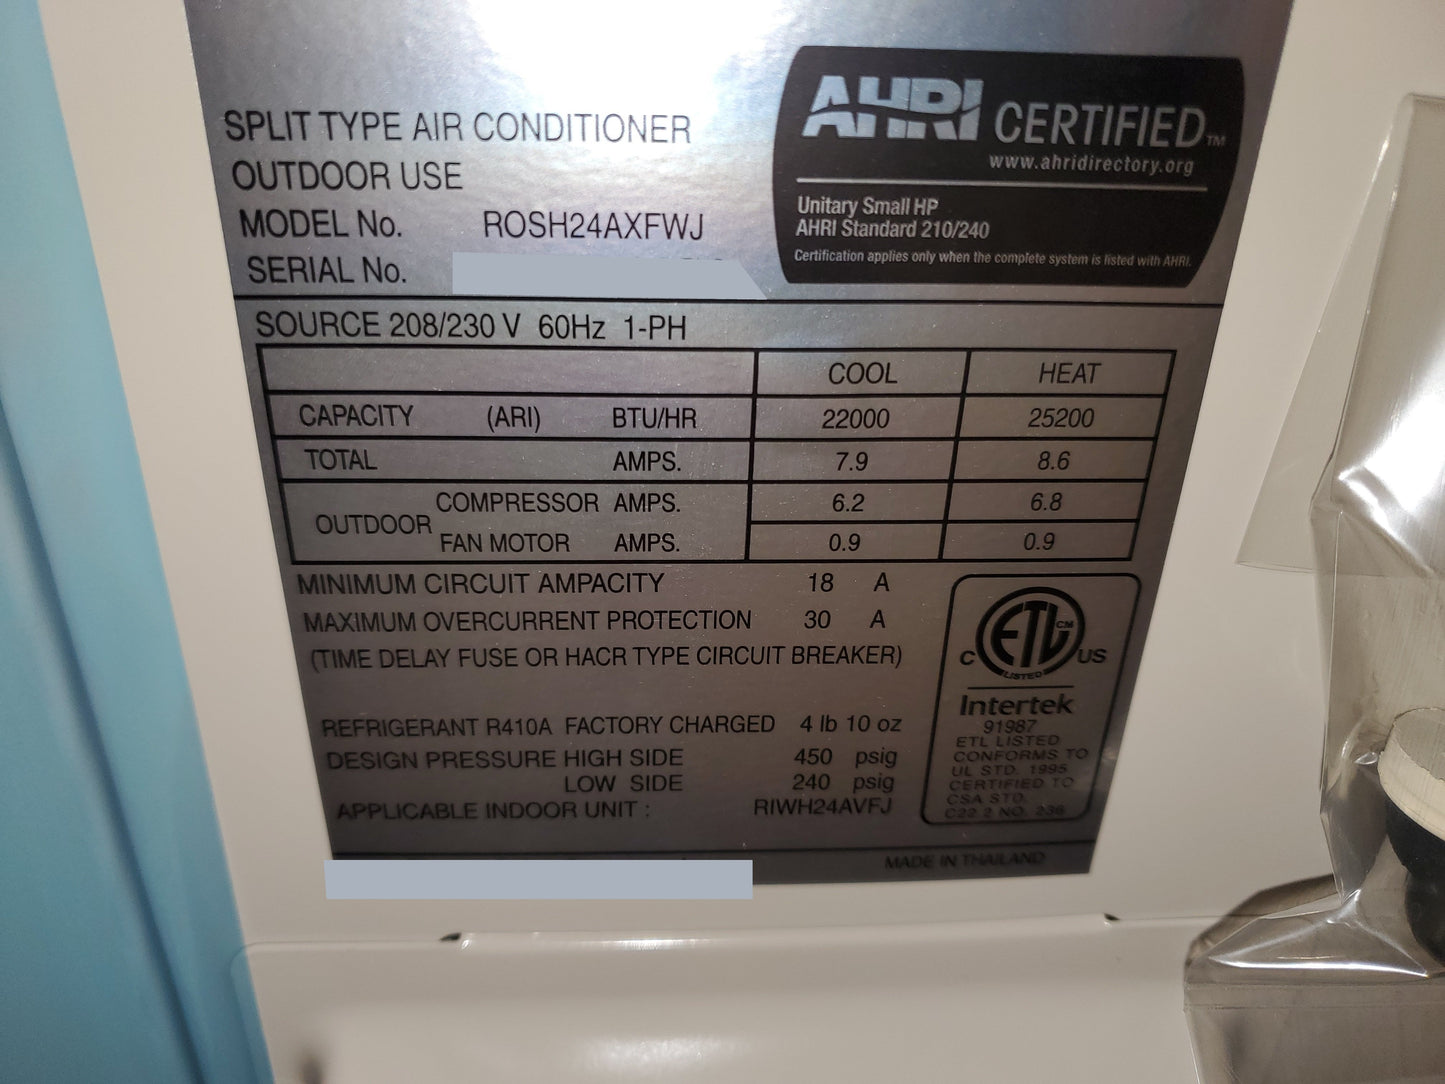 SPLIT TYPE AIR CONDITIONER
OUTDOOR USE
MODEL No. ROSH24AXFWJ
SERIAL No.
AHRI CERTIFIED™
www.ahridirectory.org
Unitary Small HP
AHRI Standard 210/240
Certification applies only when the complete system is listed with AHRI.
SOURCE 208/230 V 60Hz 1-PH
COOL HEAT
CAPACITY (ARI) BTU/HR 22000 25200
TOTAL AMPS. 7.9 8.6
OUTDOOR
COMPRESSOR AMPS. 6.2 6.8
FAN MOTOR AMPS. 0.9 0.9
MINIMUM CIRCUIT AMPACITY 18 A
MAXIMUM OVERCURRENT PROTECTION 30 A
(TIME DELAY FUSE OR HACR TYPE CIRCUIT BREAKER)
REFRIGERANT R410A FACTORY CHARGED 4 lb 10 oz
DESIGN PRESSURE HIGH SIDE 450 psig
LOW SIDE 240 psig
APPLICABLE INDOOR UNIT : RIWH24AVFJ
ETL CM
C US
LISTED
Intertek
91987
ETL LISTED
CONFORMS TO
UL STD. 1995
CERTIFIED TO
CSA STD.
C22.2 NO. 236
MADE IN THAILAND